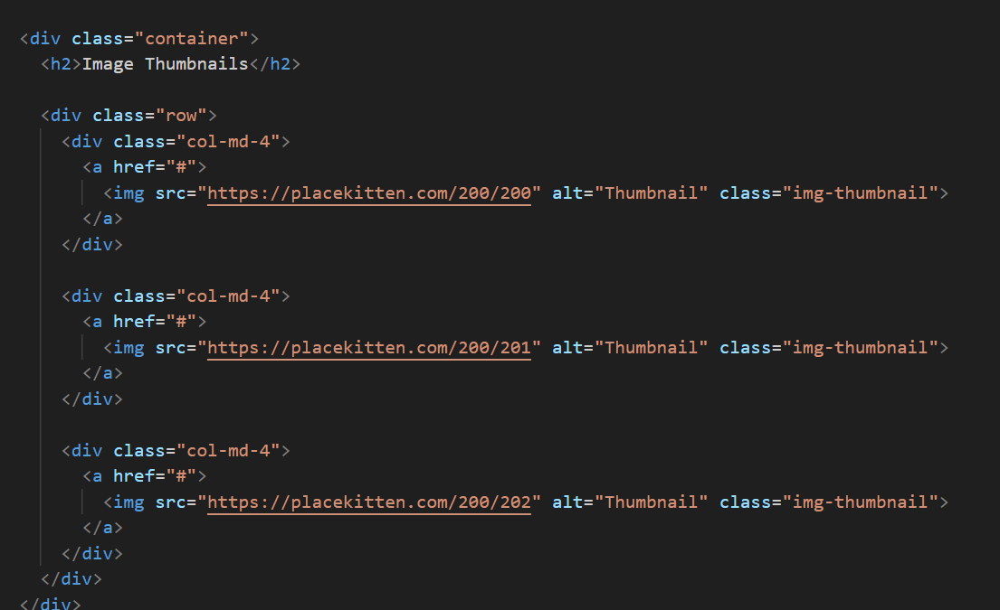 <div class="container">
<h2>Image Thumbnails</h2>
<div class="row">
<div class="col-md-4">
<a href="#">
<img src="https://placekitten.com/200/200" alt="Thumbnail" class="img-thumbnail">
</a>
</div>
<div class="col-md-4">
<a href="#">
<img src="https://placekitten.com/200/201" alt="Thumbnail" class="img-thumbnail">
</a>
</div>
<div class="col-md-4">
<a href="#">
<img src="https://placekitten.com/200/202" alt="Thumbnail" class="img-thumbnail">
</a>
</div>
</div>
</div>